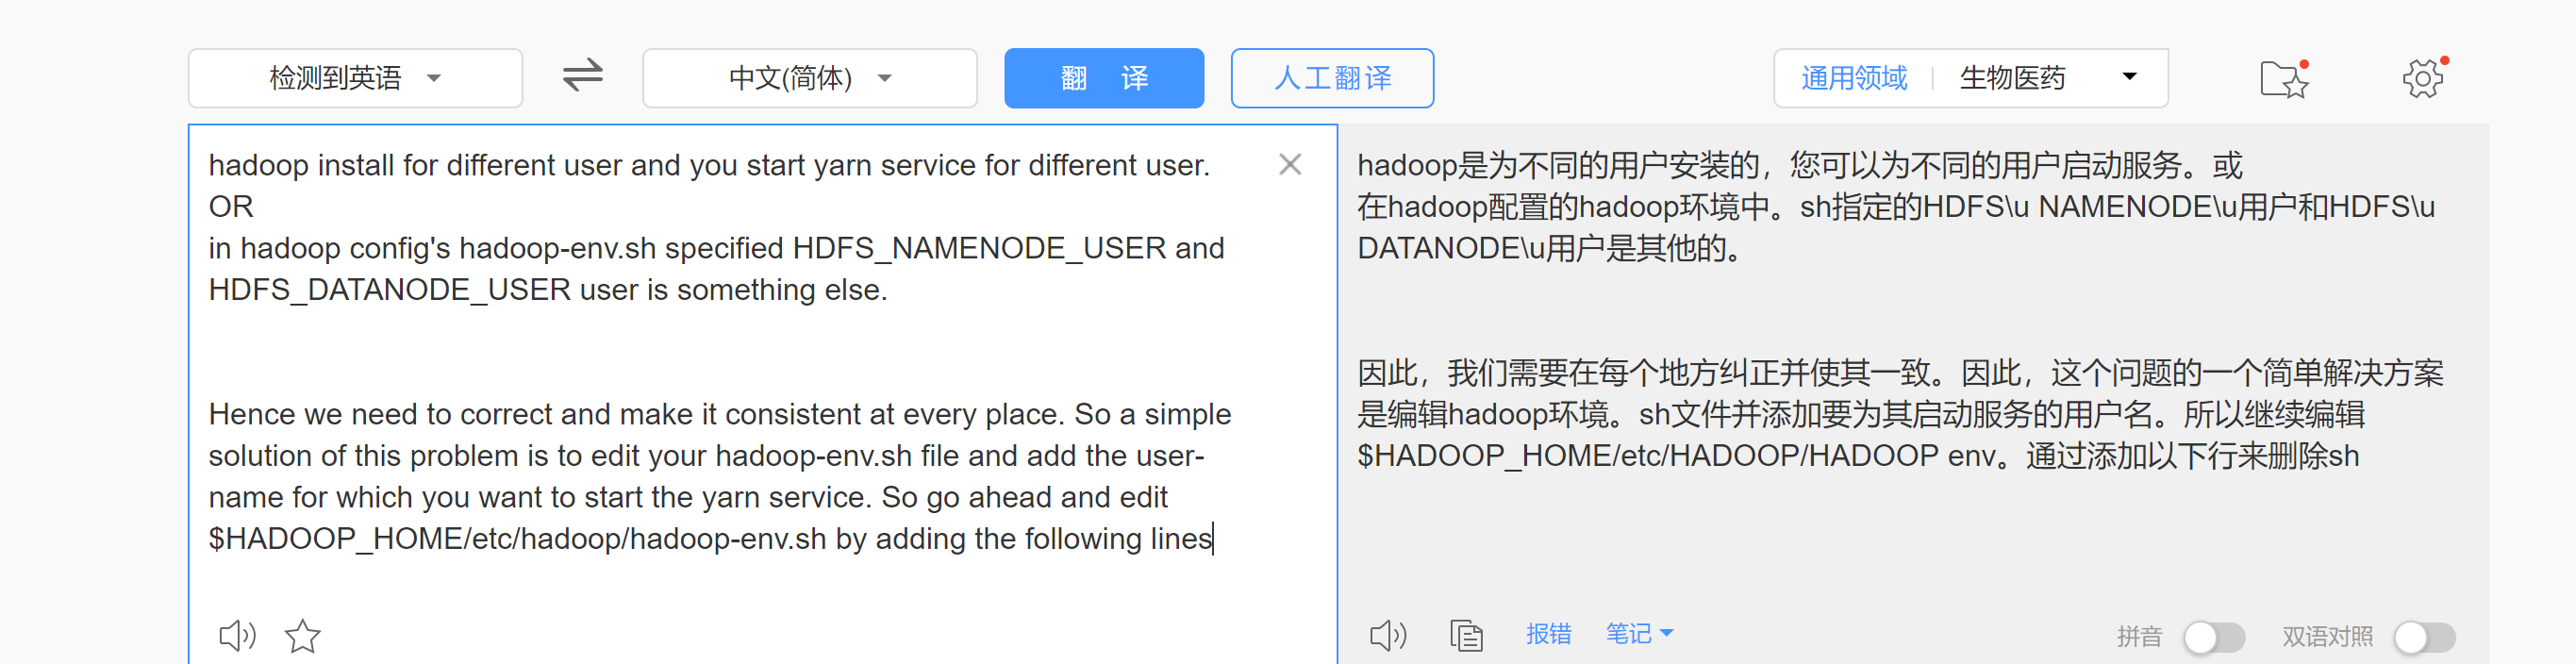 检测到英语
中文(简体)
翻 译
人工翻译
通用领域
生物医药
hadoop install for different user and you start yarn service for different user.
OR
in hadoop config's hadoop-env.sh specified HDFS_NAMENODE_USER and
HDFS_DATANODE_USER user is something else.
Hence we need to correct and make it consistent at every place. So a simple
solution of this problem is to edit your hadoop-env.sh file and add the user-
name for which you want to start the yarn service. So go ahead and edit
$HADOOP_HOME/etc/hadoop/hadoop-env.sh by adding the following lines
hadoop是为不同的用户安装的，您可以为不同的用户启动服务。或
在hadoop配置的hadoop环境中。sh指定的HDFS\u NAMENODE\u用户和HDFS\u
DATANODE\u用户是其他的。
因此，我们需要在每个地方纠正并使其一致。因此，这个问题的一个简单解决方案
是编辑hadoop环境。sh文件并添加要为其启动服务的用户名。所以继续编辑
$HADOOP_HOME/etc/HADOOP/HADOOP env。通过添加以下行来删除sh
报错
笔记
拼音
双语对照